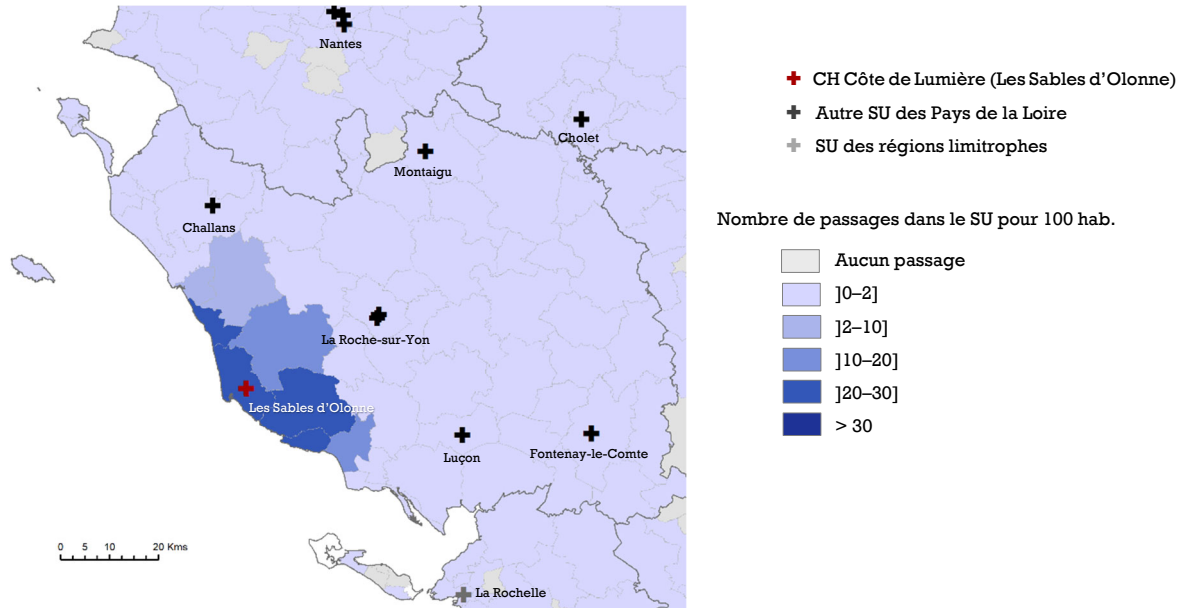 Nantes
Cholet
Montaigu
Challans
La Roche-sur-Yon
Les Sables d'Olonne
Luçon
Fontenay-le-Comte
La Rochelle
0 5 10 20 Kms
CH Côte de Lumière (Les Sables d'Olonne)
Autre SU des Pays de la Loire
SU des régions limitrophes
Nombre de passages dans le SU pour 100 hab.
Aucun passage
]0–2]
]2–10]
]10–20]
]20–30]
> 30